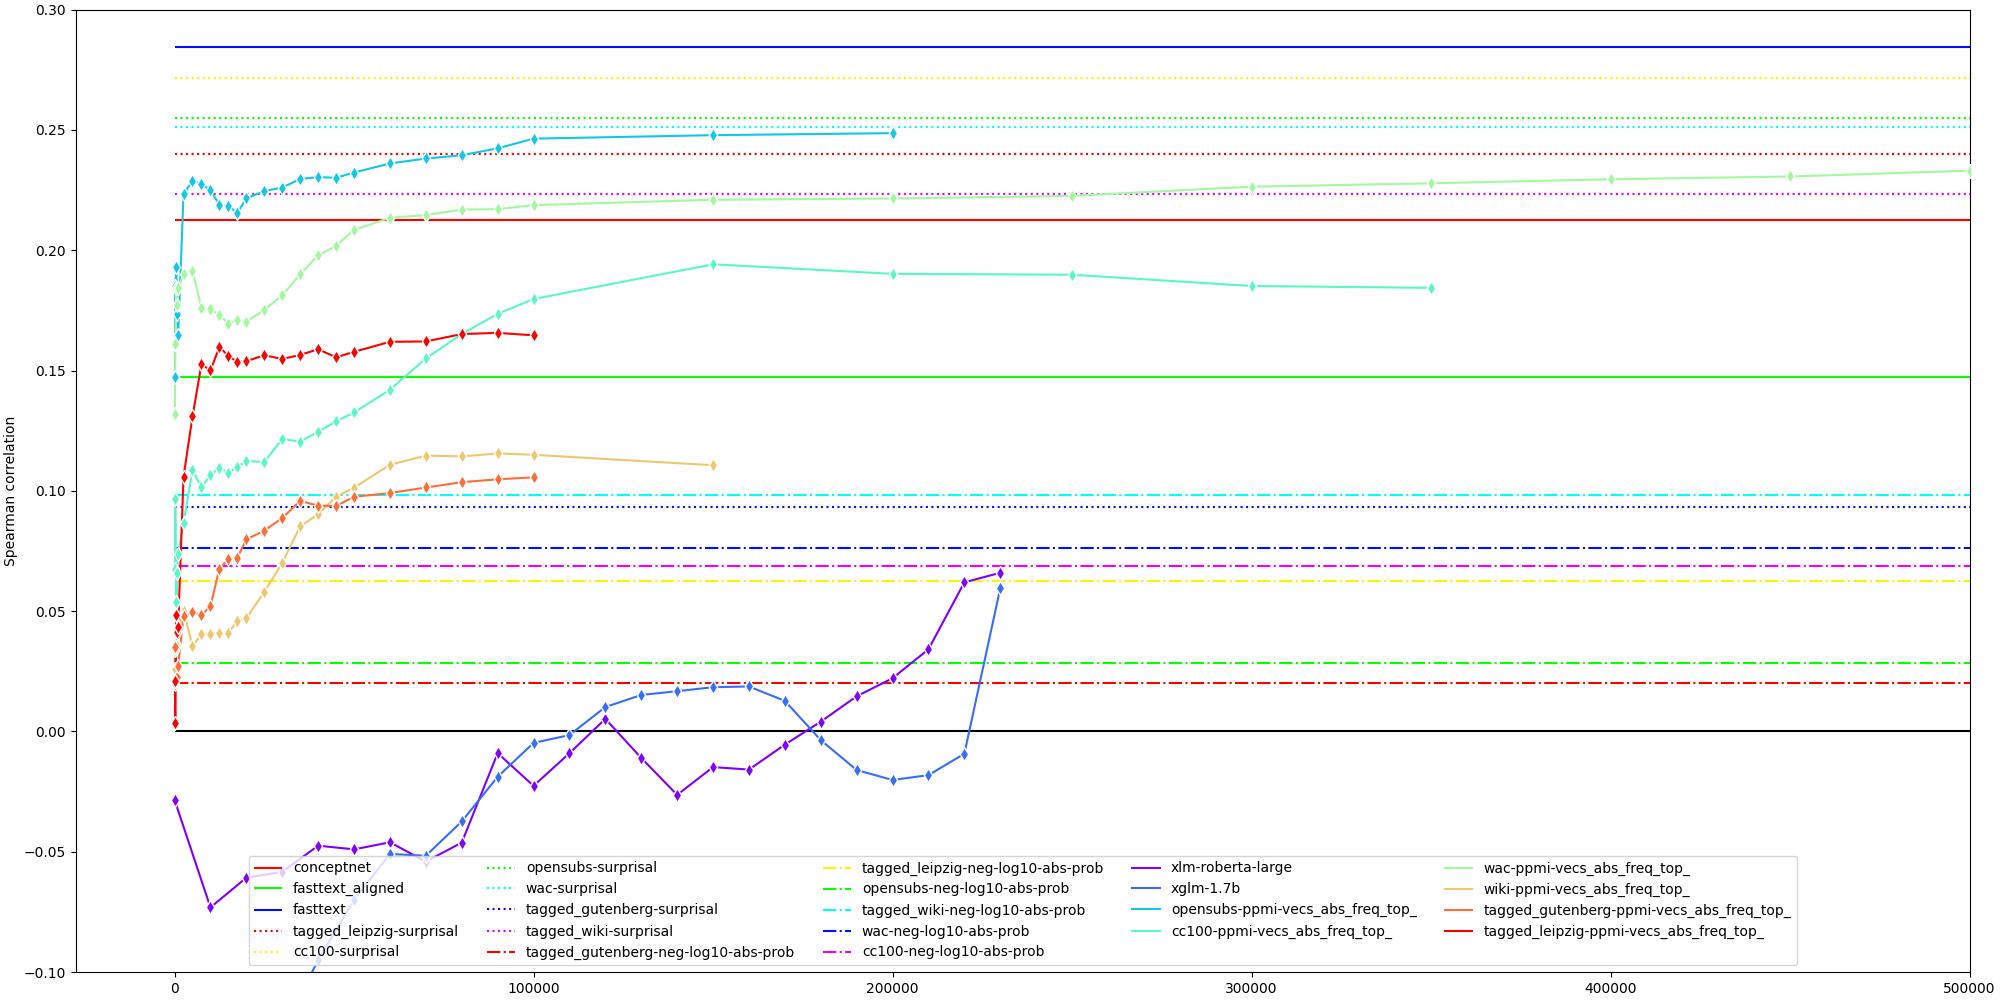 0.30
0.25
0.20
0.15
0.10
0.05
0.00
−0.05
−0.10
Spearman correlation
0
100000
200000
300000
400000
500000
conceptnet
fasttext_aligned
fasttext
tagged_leipzig-surprisal
cc100-surprisal
opensubs-surprisal
wac-surprisal
tagged_gutenberg-surprisal
tagged_wiki-surprisal
tagged_gutenberg-neg-log10-abs-prob
tagged_leipzig-neg-log10-abs-prob
opensubs-neg-log10-abs-prob
tagged_wiki-neg-log10-abs-prob
wac-neg-log10-abs-prob
cc100-neg-log10-abs-prob
xlm-roberta-large
xglm-1.7b
opensubs-ppmi-vecs_abs_freq_top_
cc100-ppmi-vecs_abs_freq_top_
wac-ppmi-vecs_abs_freq_top_
wiki-ppmi-vecs_abs_freq_top_
tagged_gutenberg-ppmi-vecs_abs_freq_top_
tagged_leipzig-ppmi-vecs_abs_freq_top_